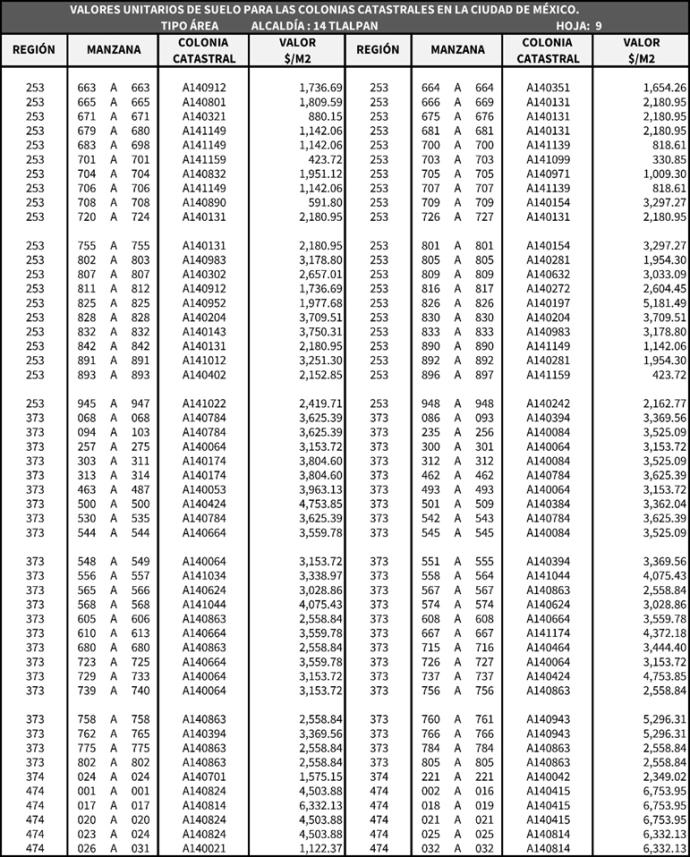 VALORES UNITARIOS DE SUELO PARA LAS COLONIAS CATASTRALES EN LA CIUDAD DE MÉXICO.
TIPO ÁREA ALCALDÍA : 14 TLALPAN HOJA: 9
REGIÓN MANZANA COLONIA CATASTRAL VALOR $/M2 REGIÓN MANZANA COLONIA CATASTRAL VALOR $/M2
253 663 A 663 A140912 1,736.69 253 664 A 664 A140351 1,654.26
253 665 A 665 A140801 1,809.59 253 666 A 669 A140131 2,180.95
253 671 A 671 A140321 880.15 253 675 A 676 A140131 2,180.95
253 679 A 680 A141149 1,142.06 253 681 A 681 A140131 2,180.95
253 683 A 698 A141149 1,142.06 253 700 A 700 A141139 818.61
253 701 A 701 A141159 423.72 253 703 A 703 A141099 330.85
253 704 A 704 A140832 1,951.12 253 705 A 705 A140971 1,009.30
253 706 A 706 A141149 1,142.06 253 707 A 707 A141139 818.61
253 708 A 708 A140890 591.80 253 709 A 709 A140154 3,297.27
253 720 A 724 A140131 2,180.95 253 726 A 727 A140131 2,180.95
253 755 A 755 A140131 2,180.95 253 801 A 801 A140154 3,297.27
253 802 A 803 A140983 3,178.80 253 805 A 805 A140281 1,954.30
253 807 A 807 A140302 2,657.01 253 809 A 809 A140632 3,033.09
253 811 A 812 A140912 1,736.69 253 816 A 817 A140272 2,604.45
253 825 A 825 A140952 1,977.68 253 826 A 826 A140197 5,181.49
253 828 A 828 A140204 3,709.51 253 830 A 830 A140204 3,709.51
253 832 A 832 A140143 3,750.31 253 833 A 833 A140983 3,178.80
253 842 A 842 A140131 2,180.95 253 890 A 890 A141149 1,142.06
253 891 A 891 A141012 3,251.30 253 892 A 892 A140281 1,954.30
253 893 A 893 A140402 2,152.85 253 896 A 897 A141159 423.72
253 945 A 947 A141022 2,419.71 253 948 A 948 A140242 2,162.77
373 068 A 068 A140784 3,625.39 373 086 A 093 A140394 3,369.56
373 094 A 103 A140784 3,625.39 373 235 A 256 A140084 3,525.09
373 257 A 275 A140064 3,153.72 373 300 A 301 A140064 3,153.72
373 303 A 311 A140174 3,804.60 373 312 A 312 A140084 3,525.09
373 313 A 314 A140174 3,804.60 373 462 A 462 A140784 3,625.39
373 463 A 487 A140053 3,963.13 373 493 A 493 A140064 3,153.72
373 500 A 500 A140424 4,753.85 373 501 A 509 A140384 3,362.04
373 530 A 535 A140784 3,625.39 373 542 A 543 A140784 3,625.39
373 544 A 544 A140664 3,559.78 373 545 A 545 A140084 3,525.09
373 548 A 549 A140064 3,153.72 373 551 A 555 A140394 3,369.56
373 556 A 557 A141034 3,338.97 373 558 A 564 A141044 4,075.43
373 565 A 566 A140624 3,028.86 373 567 A 567 A140863 2,558.84
373 568 A 568 A141044 4,075.43 373 574 A 574 A140624 3,028.86
373 605 A 606 A140863 2,558.84 373 608 A 608 A140664 3,559.78
373 610 A 613 A140664 3,559.78 373 667 A 667 A141174 4,372.18
373 680 A 680 A140863 2,558.84 373 715 A 716 A140464 3,444.40
373 723 A 725 A140664 3,559.78 373 726 A 727 A140064 3,153.72
373 729 A 733 A140064 3,153.72 373 737 A 737 A140424 4,753.85
373 739 A 740 A140064 3,153.72 373 756 A 756 A140863 2,558.84
373 758 A 758 A140863 2,558.84 373 760 A 761 A140943 5,296.31
373 762 A 765 A140394 3,369.56 373 766 A 766 A140943 5,296.31
373 775 A 775 A140863 2,558.84 373 784 A 784 A140863 2,558.84
373 802 A 802 A140863 2,558.84 373 805 A 805 A140863 2,558.84
374 024 A 024 A140701 1,575.15 374 221 A 221 A140042 2,349.02
474 001 A 001 A140824 4,503.88 474 002 A 016 A140415 6,753.95
474 017 A 017 A140814 6,332.13 474 018 A 019 A140415 6,753.95
474 020 A 020 A140824 4,503.88 474 021 A 021 A140415 6,753.95
474 023 A 024 A140824 4,503.88 474 025 A 025 A140814 6,332.13
474 026 A 031 A140021 1,122.37 474 032 A 032 A140814 6,332.13